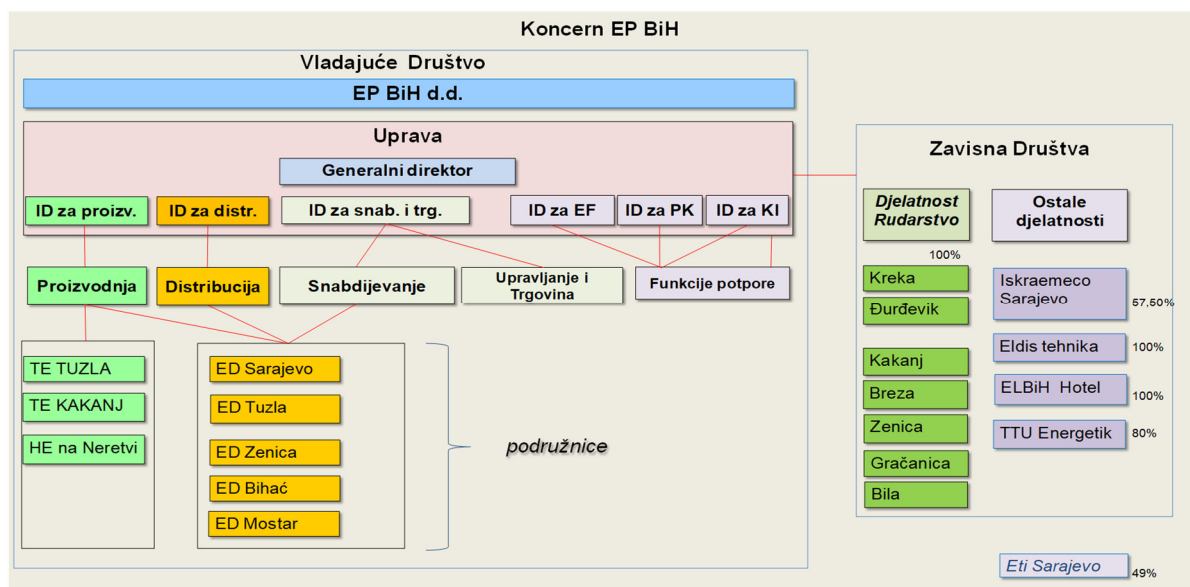 Koncern EP BiH
Vladajuće Društvo
EP BiH d.d.
Uprava
Generalni direktor
ID za proizv.
ID za distr.
ID za snab. i trg.
ID za EF
ID za PK
ID za KI
Proizvodnja
Distribucija
Snabdijevanje
Upravljanje i
Trgovina
Funkcije potpore
TE TUZLA
TE KAKANJ
HE na Neretvi
ED Sarajevo
ED Tuzla
ED Zenica
ED Bihać
ED Mostar
podružnice
Zavisna Društva
Djelatnost
Rudarstvo
100%
Kreka
Đurđevik
Kakanj
Breza
Zenica
Gračanica
Bila
Ostale
djelatnosti
Iskraemeco
Sarajevo
57,50%
Eldis tehnika
100%
ELBiH Hotel
100%
TTU Energetik
80%
Eti Sarajevo
49%